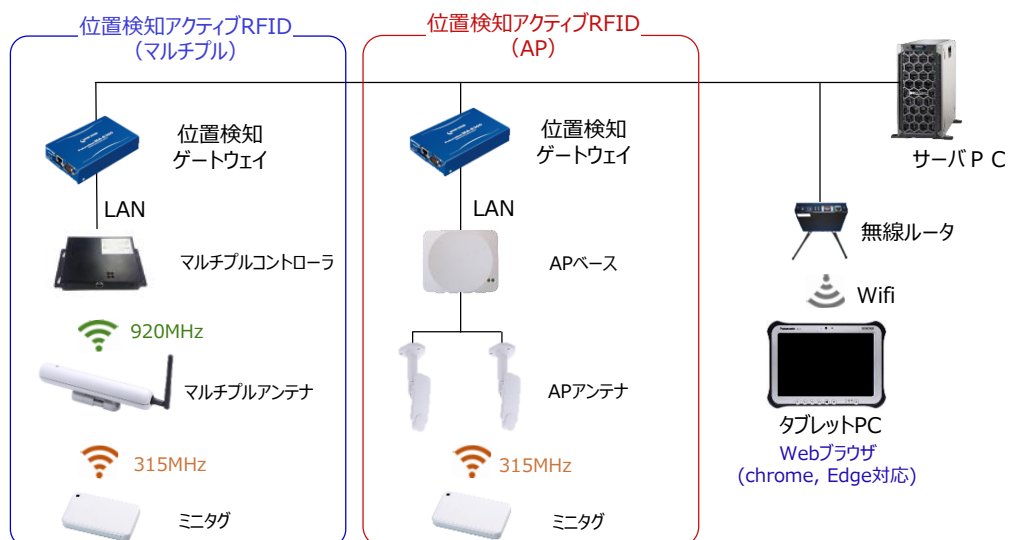 位置検知アクティブRFID
（マルチプル）
位置検知
ゲートウェイ
LAN
マルチプルコントローラ
920MHz
マルチプルアンテナ
315MHz
ミニタグ
位置検知アクティブRFID
（AP）
位置検知
ゲートウェイ
LAN
APベース
APアンテナ
315MHz
ミニタグ
サーバＰＣ
無線ルータ
Wifi
タブレットPC
Webブラウザ
(chrome, Edge対応)